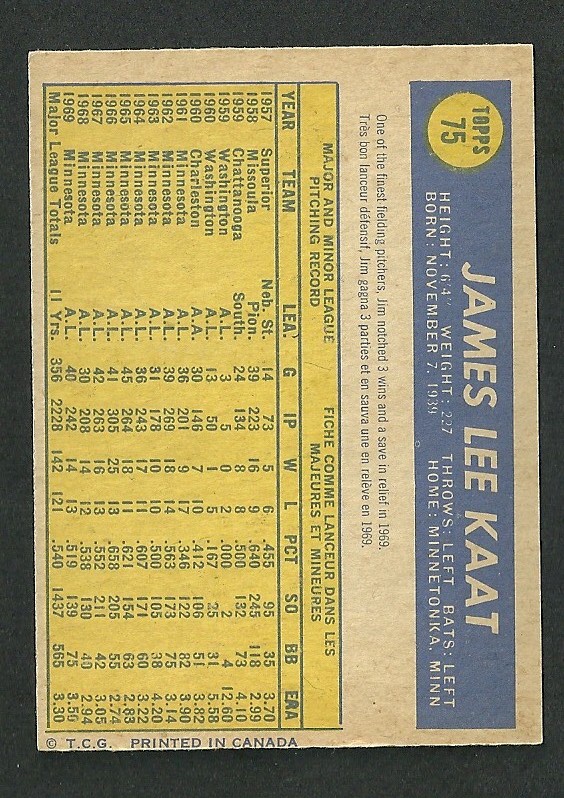 TOPPS
75
JAMES LEE KAAT
HEIGHT: 6'4" WEIGHT: 227 THROWS: LEFT BATS: LEFT
BORN: NOVEMBER 7, 1939 HOME: MINNETONKA, MINN
One of the finest fielding pitchers, Jim notched 3 wins and a save in relief in 1969.
Très bon lanceur défensif, Jim gagna 3 parties et en sauva une en relève en 1969.
MAJOR AND MINOR LEAGUE FICHE COMME LANCEUR DANS LES
PITCHING RECORD MAJEURES ET MINEURES
YEAR TEAM LEA. G IP W L PCT SO BB ERA
1957 Superior Neb. St. 14 73 5 6 .455 95 35 3.70
1958 Missoula Pion. 39 223 16 9 .640 245 118 2.99
1959 Chattanooga South. 24 134 8 8 .500 132 73 4.10
1959 Washington A.L. 3 5 0 2 .000 2 4 12.60
1960 Washington A.L. 13 50 1 5 .167 25 31 5.58
1960 Charleston A.A. 146 7 10 .412 106 51 3.82
1961 Minnesota A.L. 36 201 9 17 .346 122 82 3.90
1962 Minnesota A.L. 39 269 18 14 .563 173 75 3.14
1963 Minnesota A.L. 31 178 10 10 .500 105 38 4.20
1964 Minnesota A.L. 36 243 17 11 .607 171 60 3.22
1965 Minnesota A.L. 45 264 18 11 .621 154 63 2.83
1966 Minnesota A.L. 41 305 25 13 .658 205 55 2.74
1967 Minnesota A.L. 42 263 16 13 .552 211 42 3.05
1968 Minnesota A.L. 30 208 14 12 .538 130 40 2.94
1969 Minnesota A.L. 40 242 14 13 .519 139 75 3.50
Major League Totals 11 Yrs. 356 2228 142 121 .540 1437 565 3.30
© T.C.G. PRINTED IN CANADA